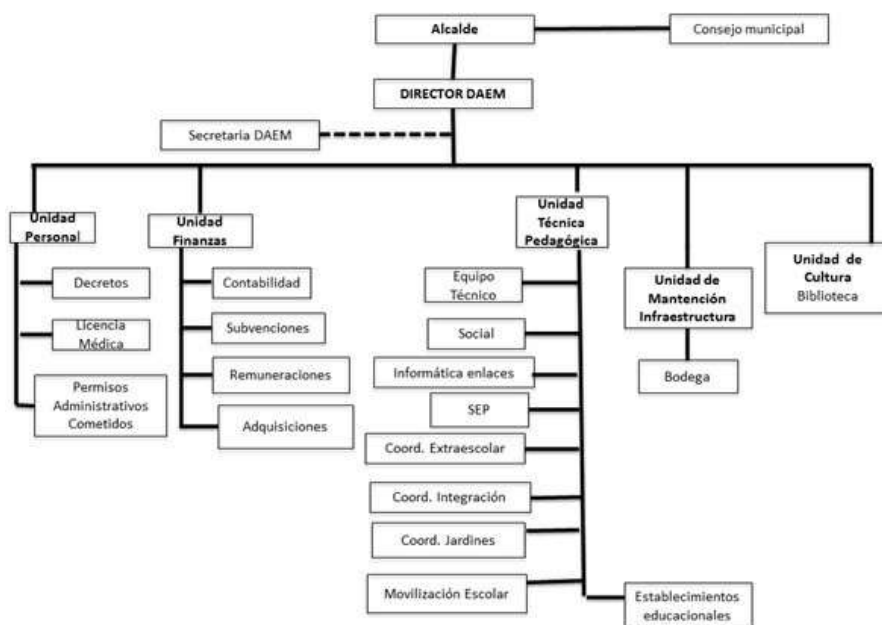 Alcalde
Consejo municipal
DIRECTOR DAEM
Secretaria DAEM
Unidad
Personal
Decretos
Licencia
Médica
Permisos
Administrativos
Cometidos
Unidad
Finanzas
Contabilidad
Subvenciones
Remuneraciones
Adquisiciones
Unidad
Técnica
Pedagógica
Equipo
Técnico
Social
Informática enlaces
SEP
Coord. Extraescolar
Coord. Integración
Coord. Jardines
Movilización Escolar
Establecimientos
educacionales
Unidad de
Mantención
Infraestructura
Bodega
Unidad de
Cultura
Biblioteca